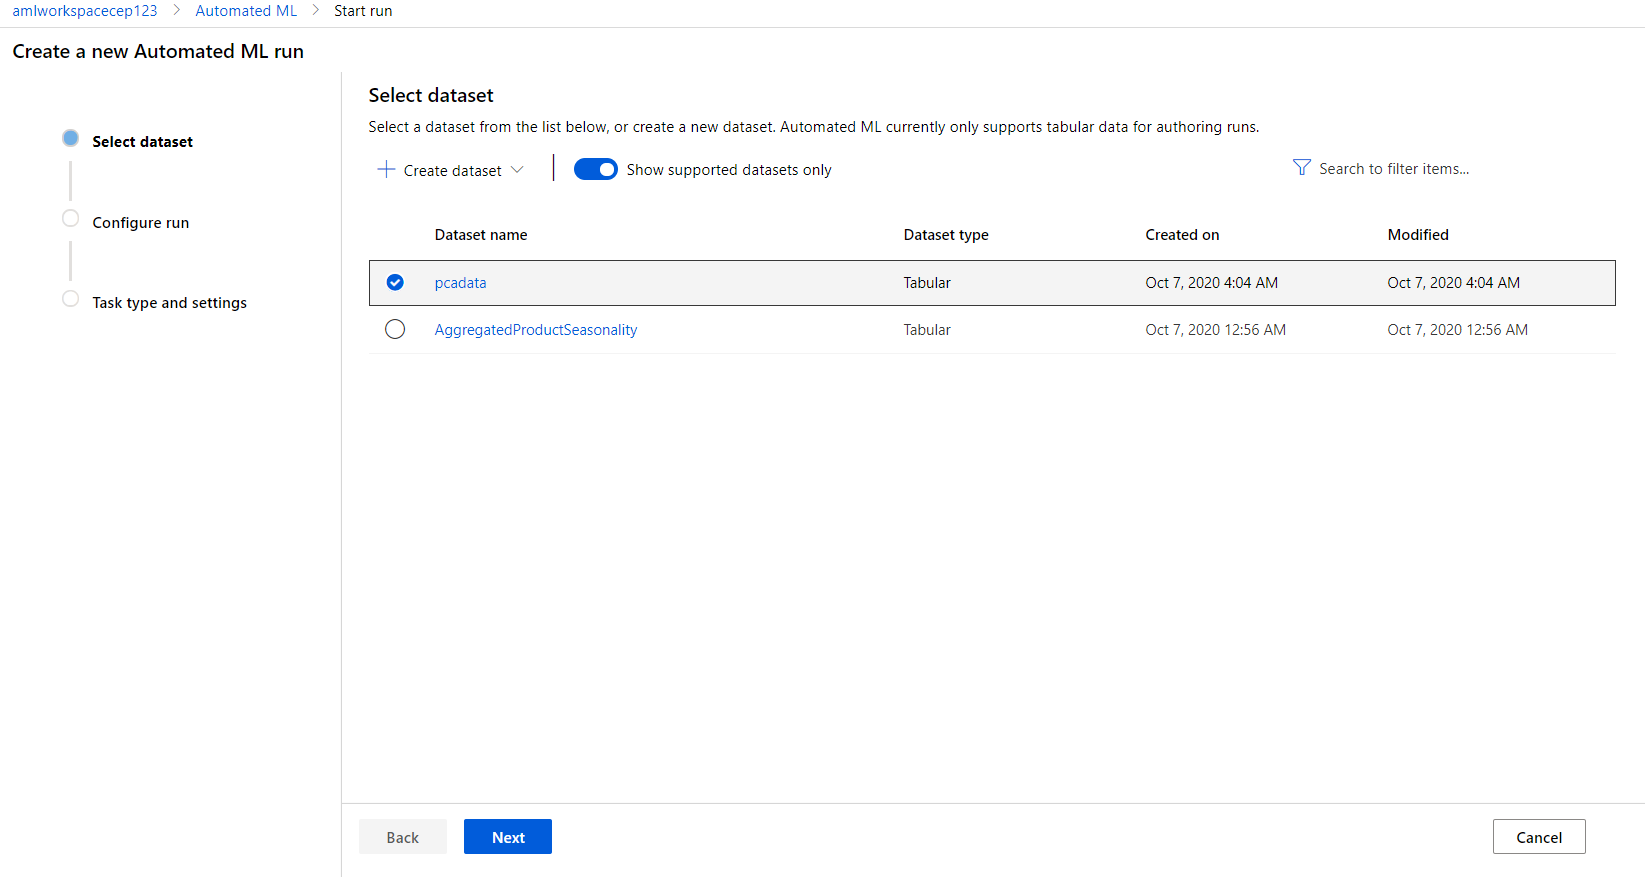 amlworkspacecep123 > Automated ML > Start run
Create a new Automated ML run
Select dataset
Configure run
Task type and settings
Select dataset
Select a dataset from the list below, or create a new dataset. Automated ML currently only supports tabular data for authoring runs.
+ Create dataset | Show supported datasets only Search to filter items...
Dataset name Dataset type Created on Modified
pcadata Tabular Oct 7, 2020 4:04 AM Oct 7, 2020 4:04 AM
AggregatedProductSeasonality Tabular Oct 7, 2020 12:56 AM Oct 7, 2020 12:56 AM
Back Next Cancel